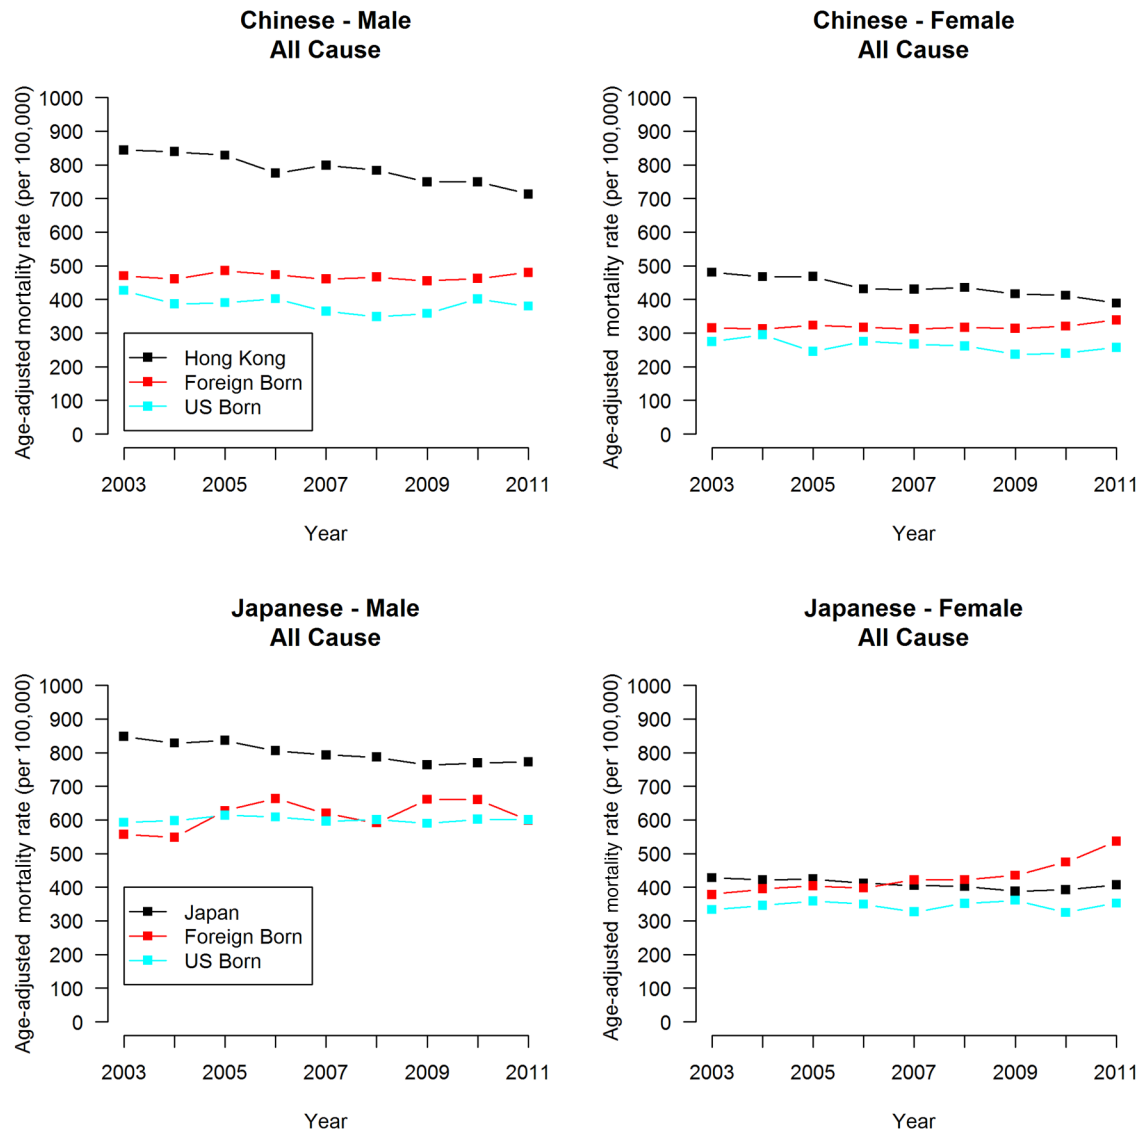 Chinese - Male
All Cause
Age-adjusted mortality rate (per 100,000)
1000
900
800
700
600
500
400
300
200
100
0
Hong Kong
Foreign Born
US Born
2003 2005 2007 2009 2011
Year
Chinese - Female
All Cause
Age-adjusted mortality rate (per 100,000)
1000
900
800
700
600
500
400
300
200
100
0
2003 2005 2007 2009 2011
Year
Japanese - Male
All Cause
Age-adjusted mortality rate (per 100,000)
1000
900
800
700
600
500
400
300
200
100
0
Japan
Foreign Born
US Born
2003 2005 2007 2009 2011
Year
Japanese - Female
All Cause
Age-adjusted mortality rate (per 100,000)
1000
900
800
700
600
500
400
300
200
100
0
2003 2005 2007 2009 2011
Year